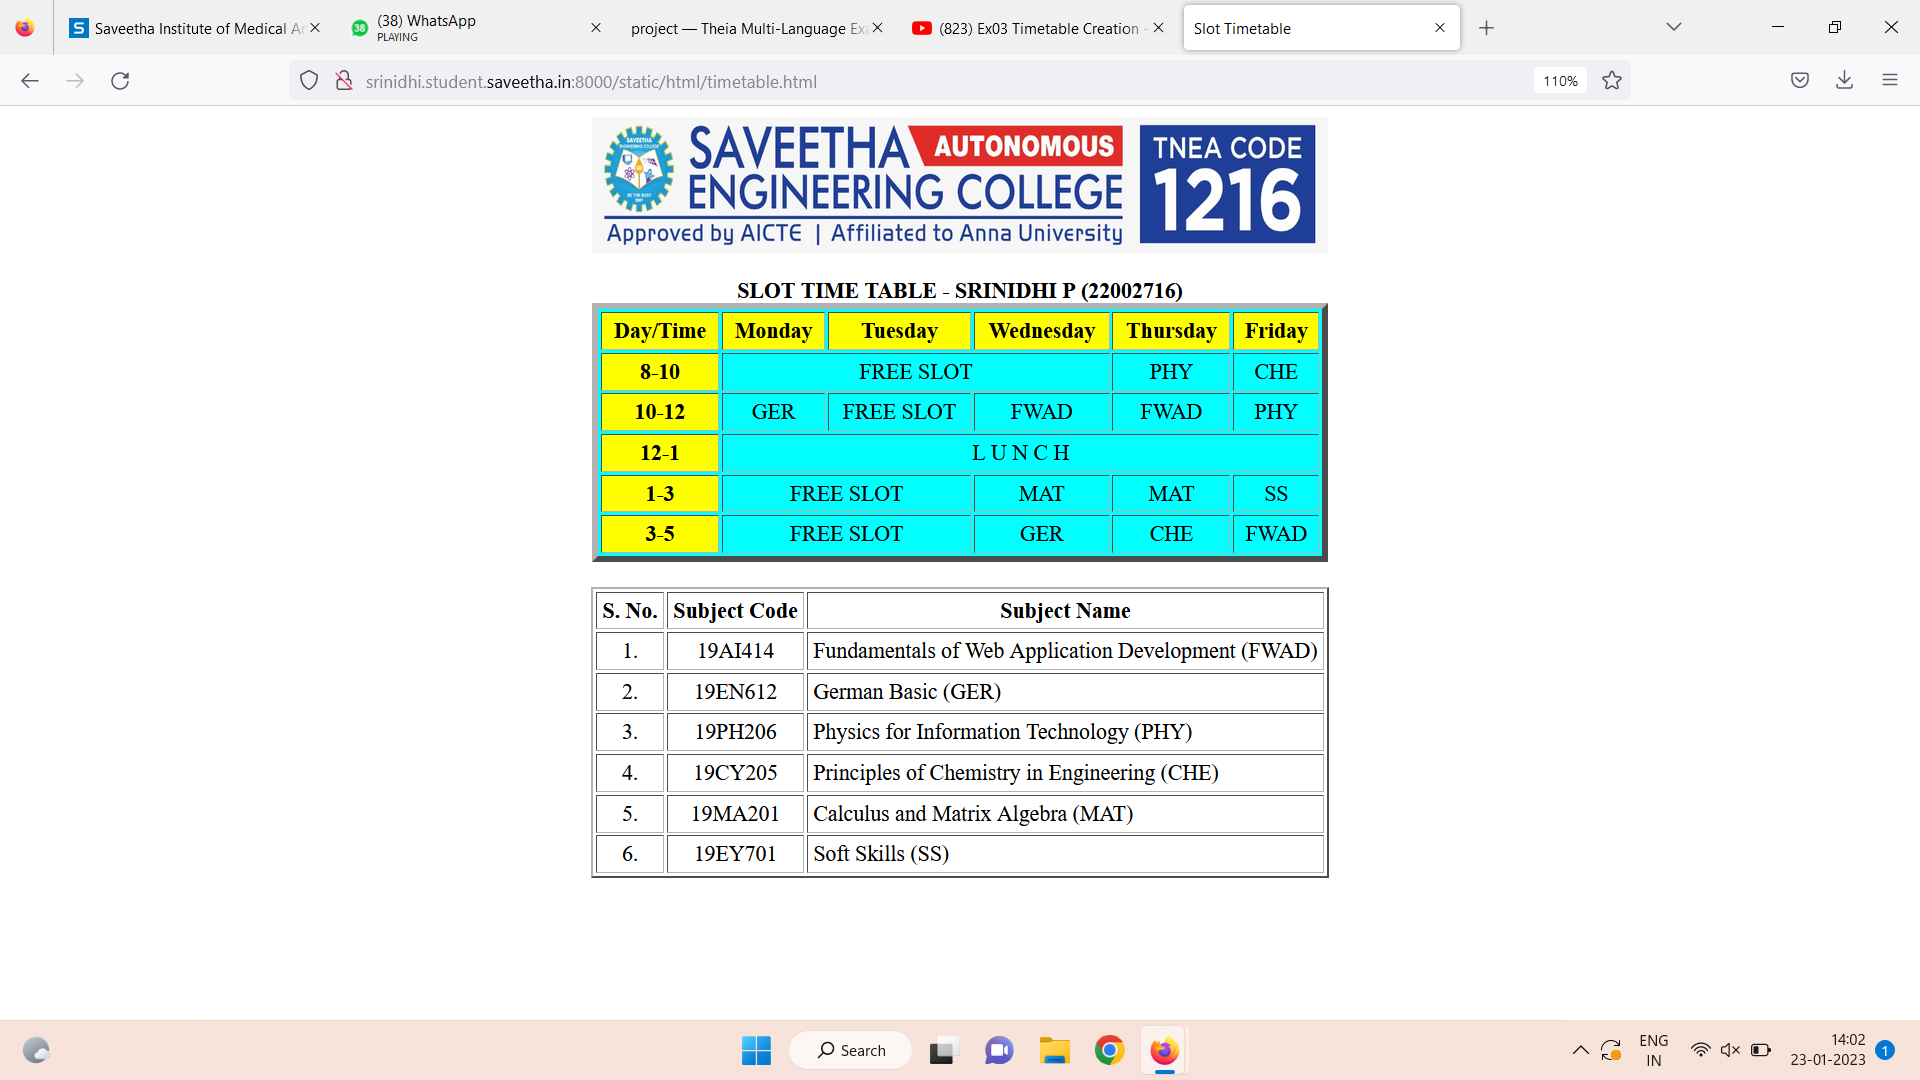 Saveetha Institute of Medical Ar
(38) WhatsApp
PLAYING
project — Theia Multi-Language Exa
(823) Ex03 Timetable Creation -
Slot Timetable
srinidhi.student.saveetha.in:8000/static/html/timetable.html
110%
SAVEETHA AUTONOMOUS
ENGINEERING COLLEGE
Approved by AICTE | Affiliated to Anna University
TNEA CODE
1216
SLOT TIME TABLE - SRINIDHI P (22002716)
Day/Time Monday Tuesday Wednesday Thursday Friday
8-10 FREE SLOT PHY CHE
10-12 GER FREE SLOT FWAD FWAD PHY
12-1 L U N C H
1-3 FREE SLOT MAT MAT SS
3-5 FREE SLOT GER CHE FWAD
S. No. Subject Code Subject Name
1. 19AI414 Fundamentals of Web Application Development (FWAD)
2. 19EN612 German Basic (GER)
3. 19PH206 Physics for Information Technology (PHY)
4. 19CY205 Principles of Chemistry in Engineering (CHE)
5. 19MA201 Calculus and Matrix Algebra (MAT)
6. 19EY701 Soft Skills (SS)
Search
ENG
IN
14:02
23-01-2023
1